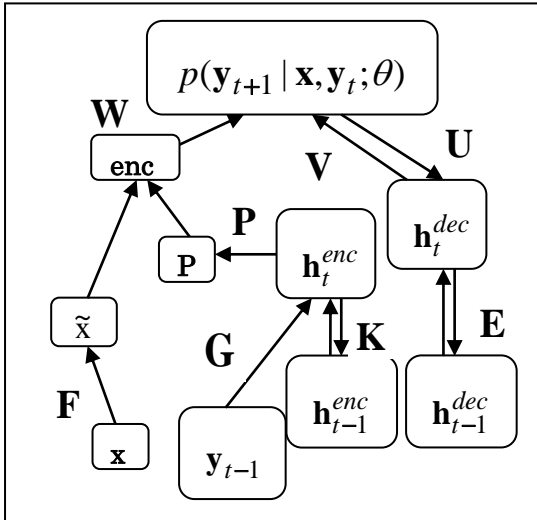 p(y_{t+1} | x, y_t; θ)
W
enc
U
V
P
P
h_t^{enc}
h_t^{dec}
x̃
G
K
E
F
x
y_{t-1}
h_{t-1}^{enc}
h_{t-1}^{dec}